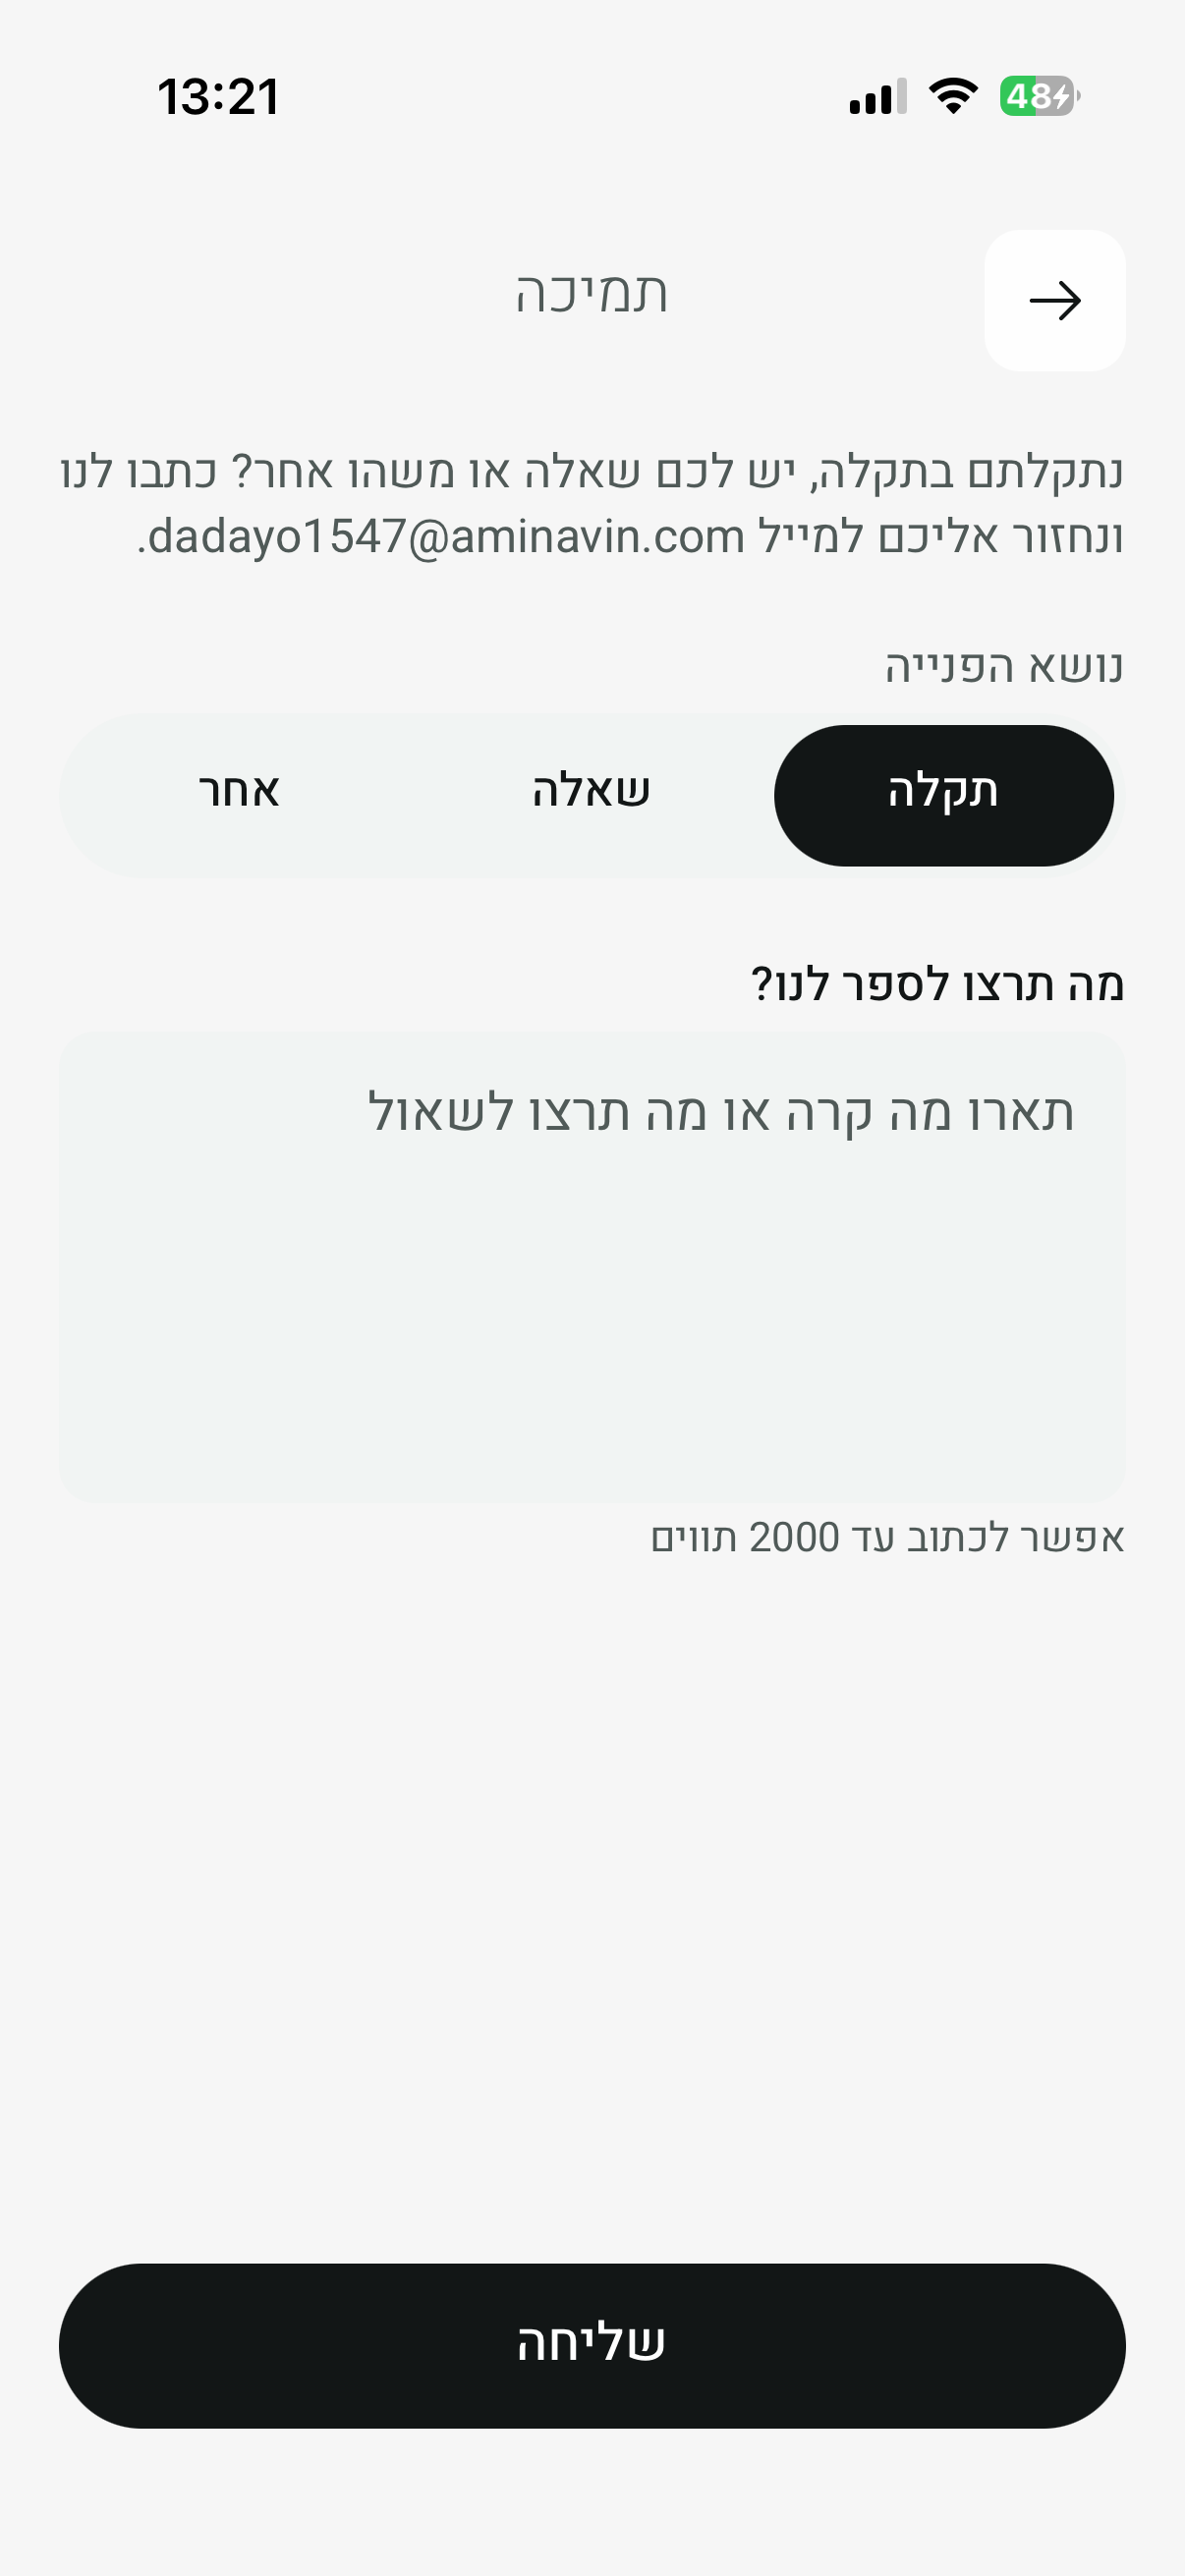 13:21
48
תמיכה
נתקלתם בתקלה, יש לכם שאלה או משהו אחר? כתבו לנו
ונחזור אליכם למייל dadayo1547@aminavin.com.
נושא הפנייה
תקלה
שאלה
אחר
מה תרצו לספר לנו?
תארו מה קרה או מה תרצו לשאול
אפשר לכתוב עד 2000 תווים
שליחה